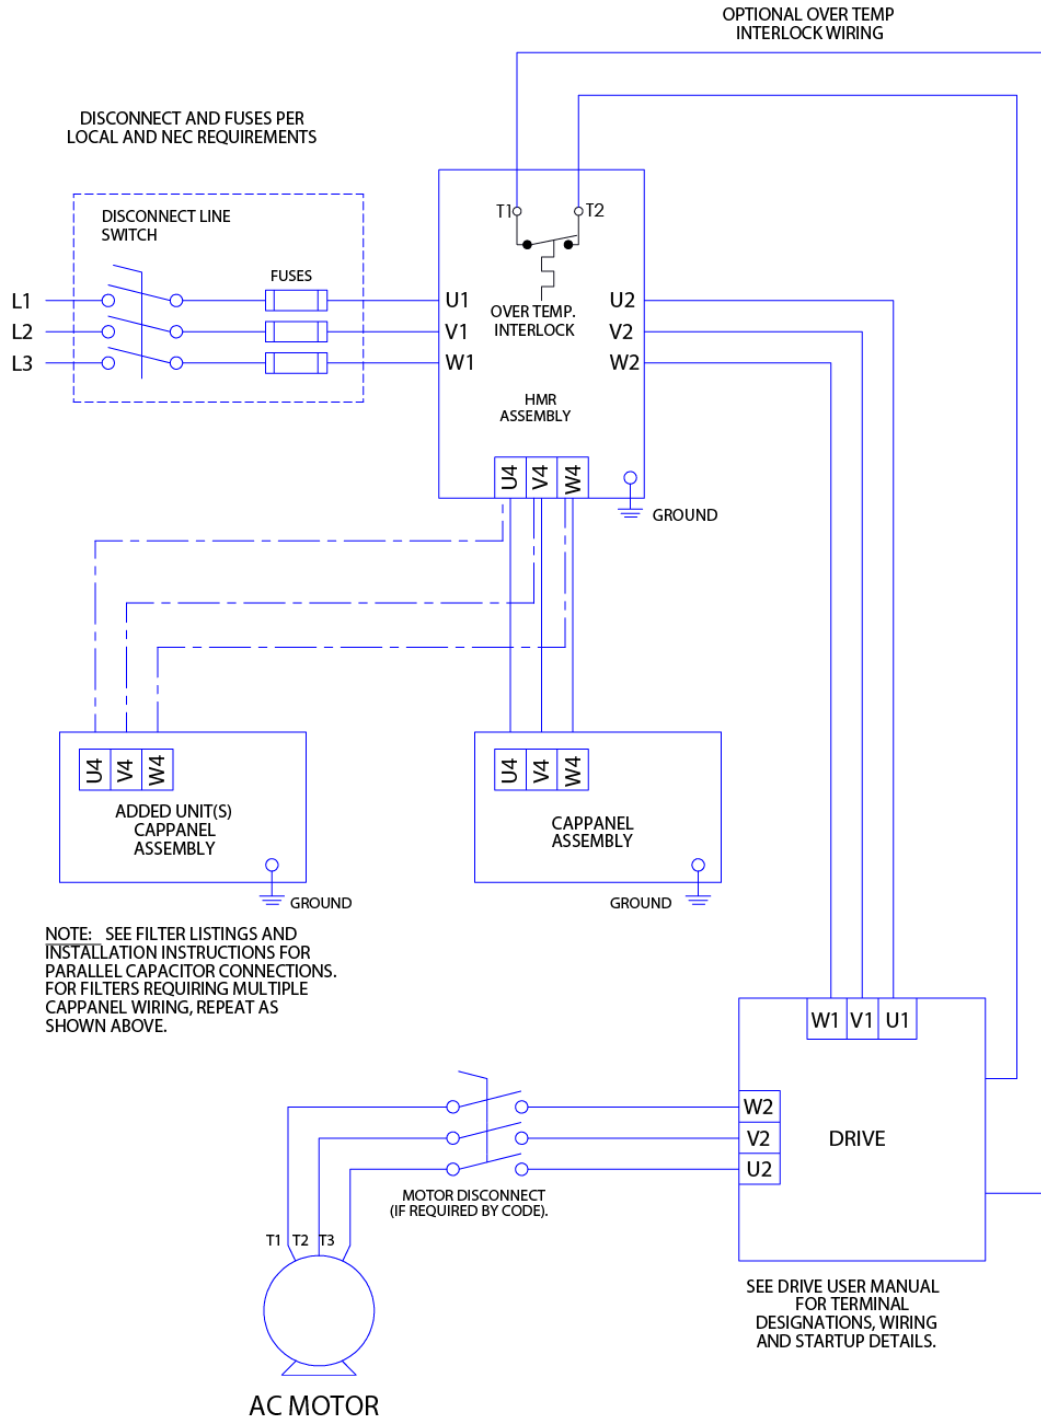 OPTIONAL OVER TEMP
INTERLOCK WIRING
DISCONNECT AND FUSES PER
LOCAL AND NEC REQUIREMENTS
DISCONNECT LINE
SWITCH
FUSES
L1
L2
L3
T1
T2
U1
V1
W1
OVER TEMP.
INTERLOCK
U2
V2
W2
HMR
ASSEMBLY
U4
V4
W4
GROUND
U4
V4
W4
ADDED UNIT(S)
CAPPANEL
ASSEMBLY
GROUND
U4
V4
W4
CAPPANEL
ASSEMBLY
GROUND
NOTE: SEE FILTER LISTINGS AND
INSTALLATION INSTRUCTIONS FOR
PARALLEL CAPACITOR CONNECTIONS.
FOR FILTERS REQUIRING MULTIPLE
CAPPANEL WIRING, REPEAT AS
SHOWN ABOVE.
W1
V1
U1
W2
V2
U2
DRIVE
MOTOR DISCONNECT
(IF REQUIRED BY CODE).
T1
T2
T3
SEE DRIVE USER MANUAL
FOR TERMINAL
DESIGNATIONS, WIRING
AND STARTUP DETAILS.
AC MOTOR